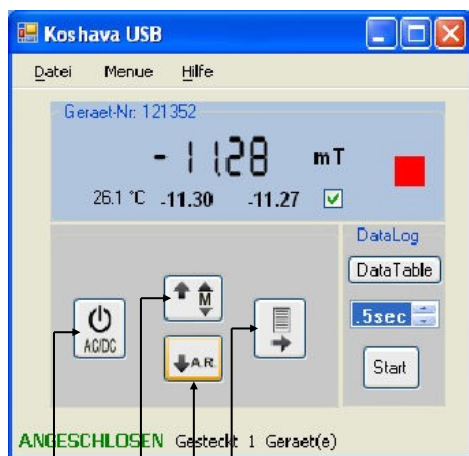 Koshava USB
Datei Menue Hilfe
Geraet-Nr: 121352
-11.28 mT
26.1 °C -11.30 -11.27
DataLog
M
DataTable
AC/DC
.5sec
A.R.
Start
ANGESCHLOSEN Gesteckt 1 Geraet(e)